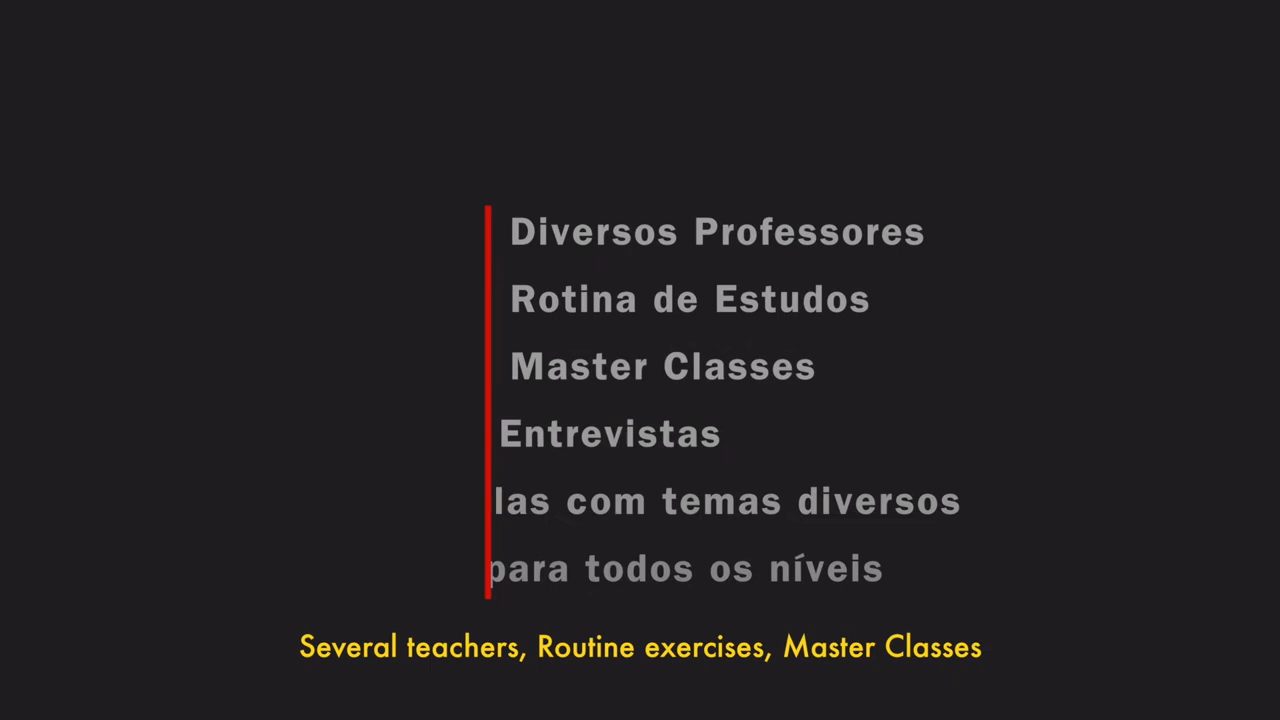 Diversos Professores
Rotina de Estudos
Master Classes
Entrevistas
las com temas diversos
para todos os níveis
Several teachers, Routine exercises, Master Classes